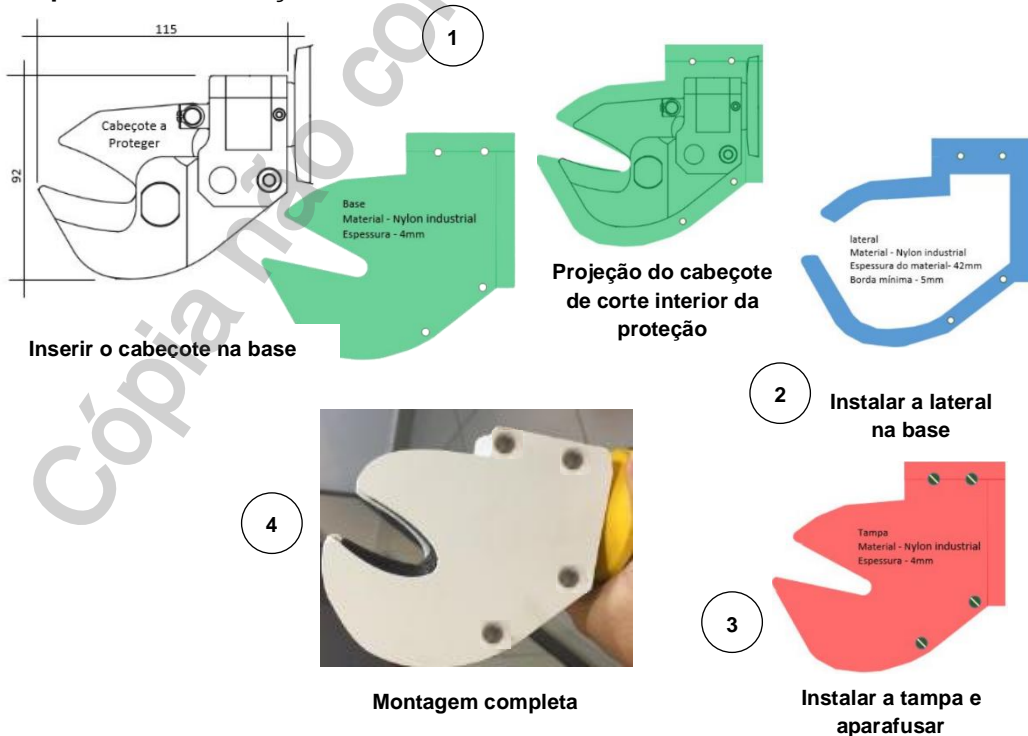 1
115
92
Cabeçote a
Proteger
Inserir o cabeçote na base
Base
Material - Nylon industrial
Espessura - 4mm
Projeção do cabeçote
de corte interior da
proteção
lateral
Material - Nylon industrial
Espessura do material- 42mm
Borda mínima - 5mm
2
Instalar a lateral
na base
4
Montagem completa
Tampa
Material - Nylon industrial
Espessura - 4mm
3
Instalar a tampa e
aparafusar
Cópia não